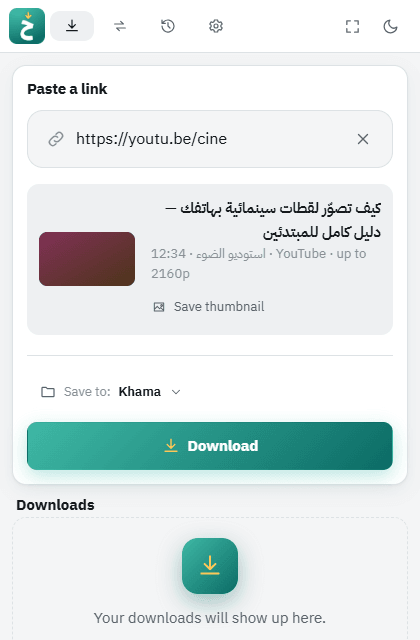 خ
Paste a link
https://youtu.be/cine
كيف تصوّر لقطات سينمائية بهاتفك —
دليل كامل للمبتدئين
12:34 · استوديو الضوء · YouTube · up to
2160p
Save thumbnail
Save to: Khama
Download
Downloads
Your downloads will show up here.